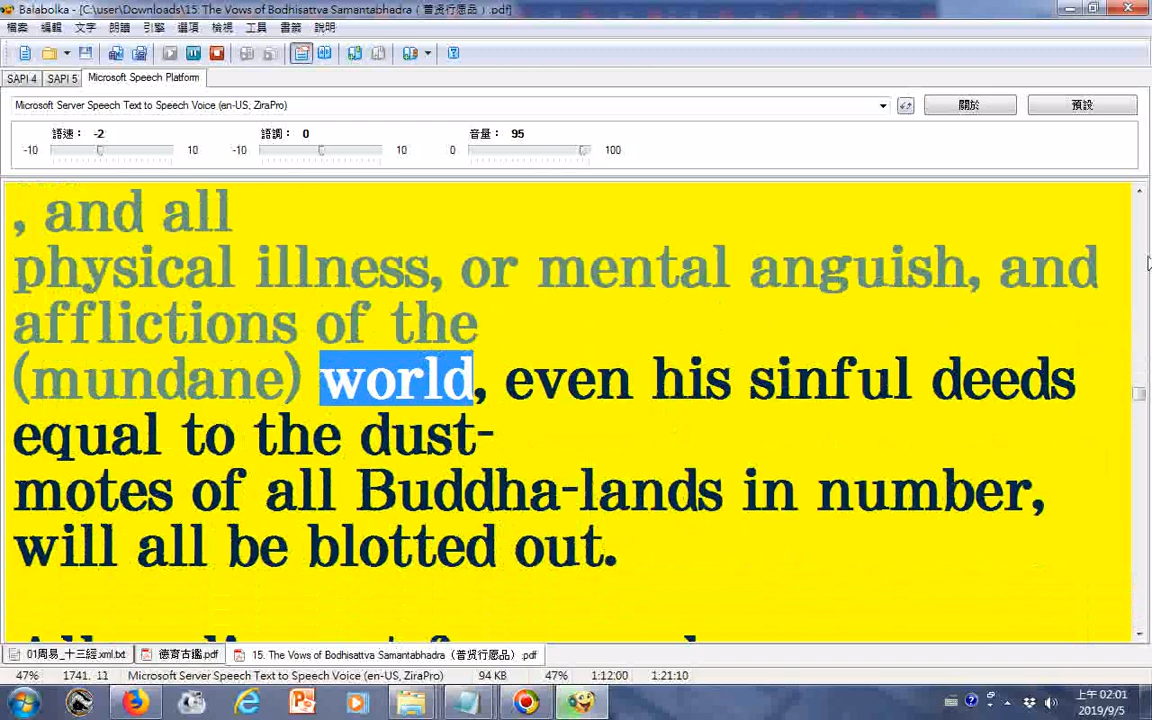 Balabolka - [C:\user\Downloads\15. The Vows of Bodhisattva Samantabhadra（普贤行愿品）.pdf]
檔案 編輯 文字 朗讀 引擎 選項 檢視 工具 書籤 說明
SAPI 4 SAPI 5 Microsoft Speech Platform
Microsoft Server Speech Text to Speech Voice (en-US, ZiraPro) 關於 預設
語速： -2 語調： 0 音量： 95
-10 10 -10 10 0 100
, and all
physical illness, or mental anguish, and
afflictions of the
(mundane) world, even his sinful deeds
equal to the dust-
motes of all Buddha-lands in number,
will all be blotted out.
01周易_十三經.xml.txt 德育古鑑.pdf 15. The Vows of Bodhisattva Samantabhadra（普贤行愿品）.pdf
47% 1741. 11 Microsoft Server Speech Text to Speech Voice (en-US, ZiraPro) 94 KB 47% 1:12:00 1:21:10
上午 02:01
2019/9/5